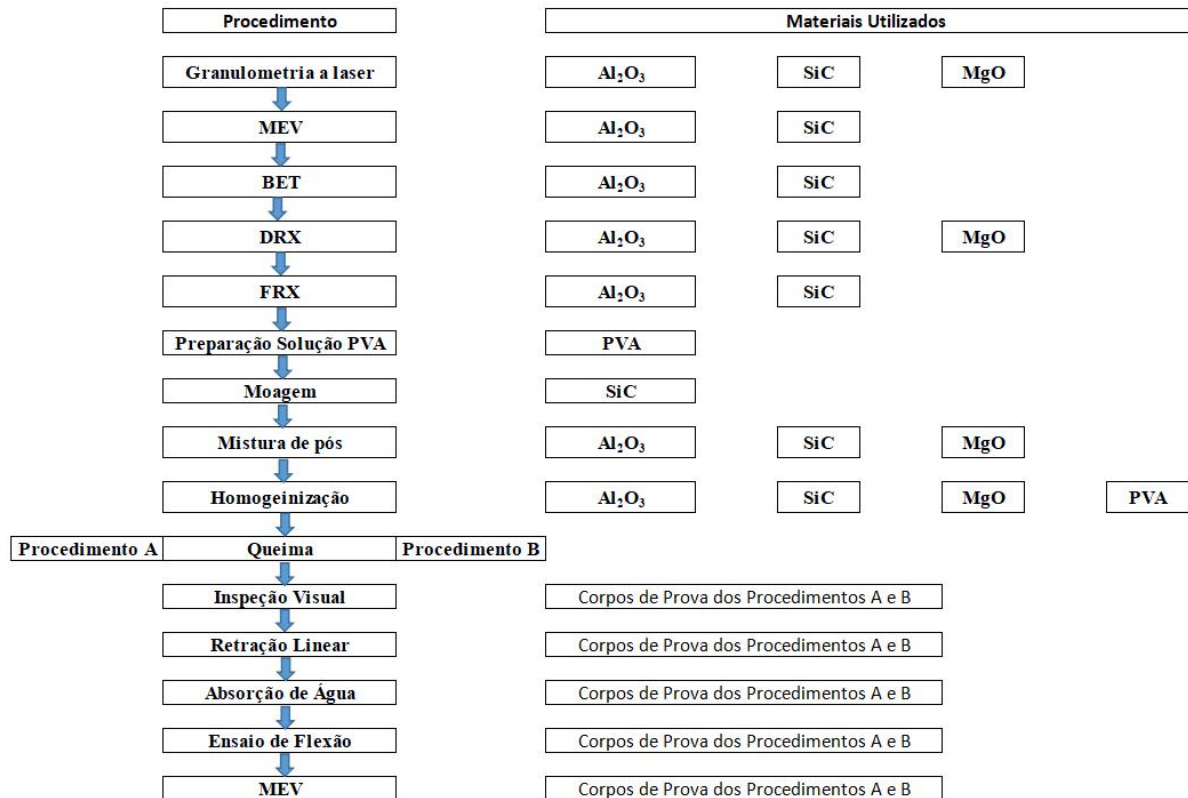 Procedimento Materiais Utilizados
Granulometria a laser Al₂O₃ SiC MgO
MEV Al₂O₃ SiC
BET Al₂O₃ SiC
DRX Al₂O₃ SiC MgO
FRX Al₂O₃ SiC
Preparação Solução PVA PVA
Moagem SiC
Mistura de pós Al₂O₃ SiC MgO
Homogeinização Al₂O₃ SiC MgO PVA
Procedimento A Queima Procedimento B
Inspeção Visual Corpos de Prova dos Procedimentos A e B
Retração Linear Corpos de Prova dos Procedimentos A e B
Absorção de Água Corpos de Prova dos Procedimentos A e B
Ensaio de Flexão Corpos de Prova dos Procedimentos A e B
MEV Corpos de Prova dos Procedimentos A e B